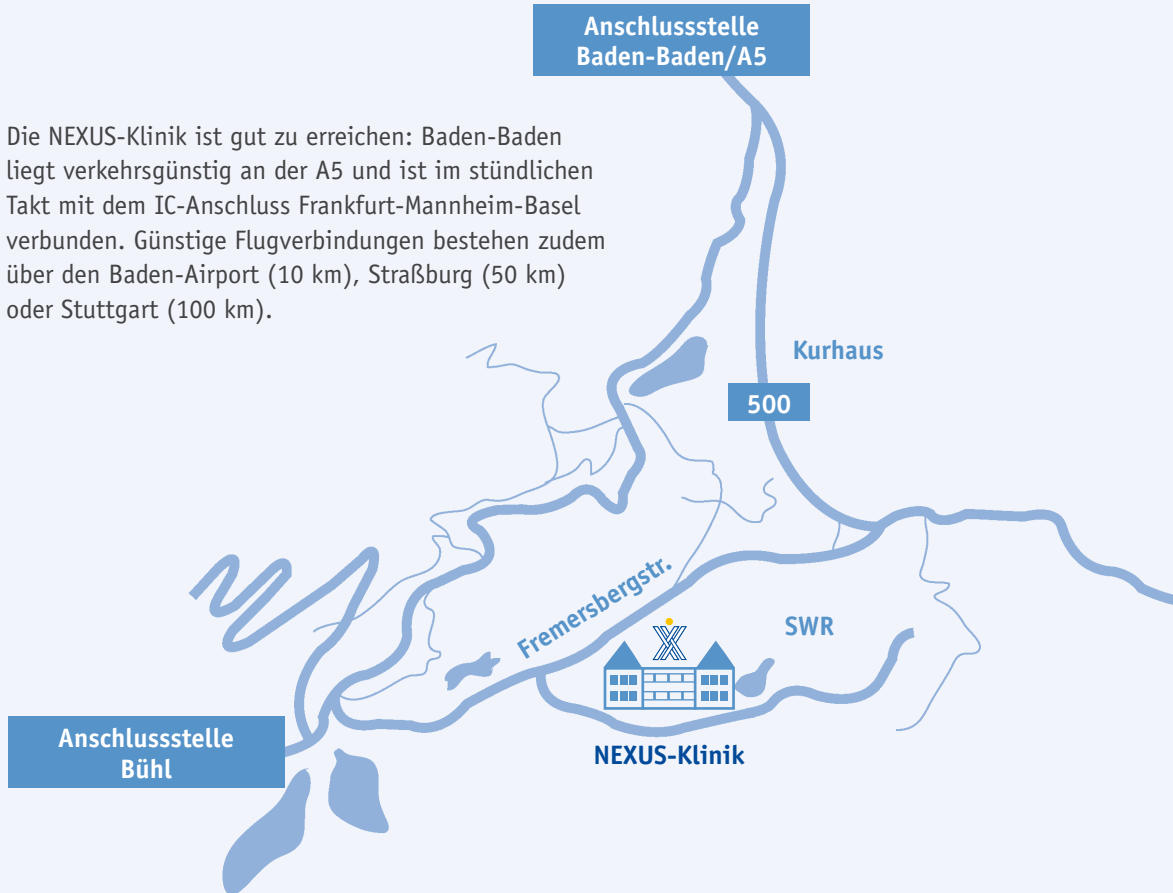 Anschlussstelle
Baden-Baden/A5
Die NEXUS-Klinik ist gut zu erreichen: Baden-Baden
liegt verkehrsgünstig an der A5 und ist im stündlichen
Takt mit dem IC-Anschluss Frankfurt-Mannheim-Basel
verbunden. Günstige Flugverbindungen bestehen zudem
über den Baden-Airport (10 km), Straßburg (50 km)
oder Stuttgart (100 km).
Kurhaus
500
Fremersbergstr.
SWR
NEXUS-Klinik
Anschlussstelle
Bühl